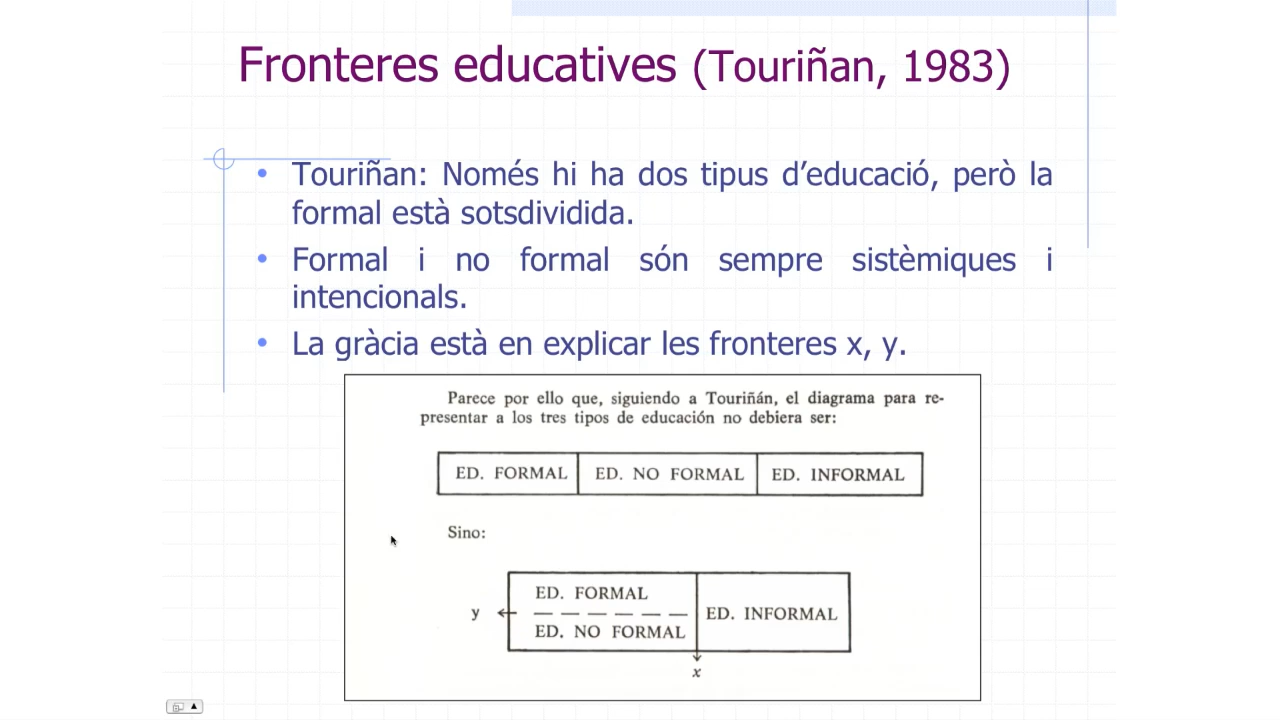 Fronteres educatives (Touriñan, 1983)
• Touriñan: Només hi ha dos tipus d’educació, però la
formal està sotsdividida.
• Formal i no formal són sempre sistèmiques i
intencionals.
• La gràcia està en explicar les fronteres x, y.
Parece por ello que, siguiendo a Touriñán, el diagrama para re-
presentar a los tres tipos de educación no debiera ser:
ED. FORMAL ED. NO FORMAL ED. INFORMAL
Sino:
ED. FORMAL
y ED. INFORMAL
ED. NO FORMAL
x